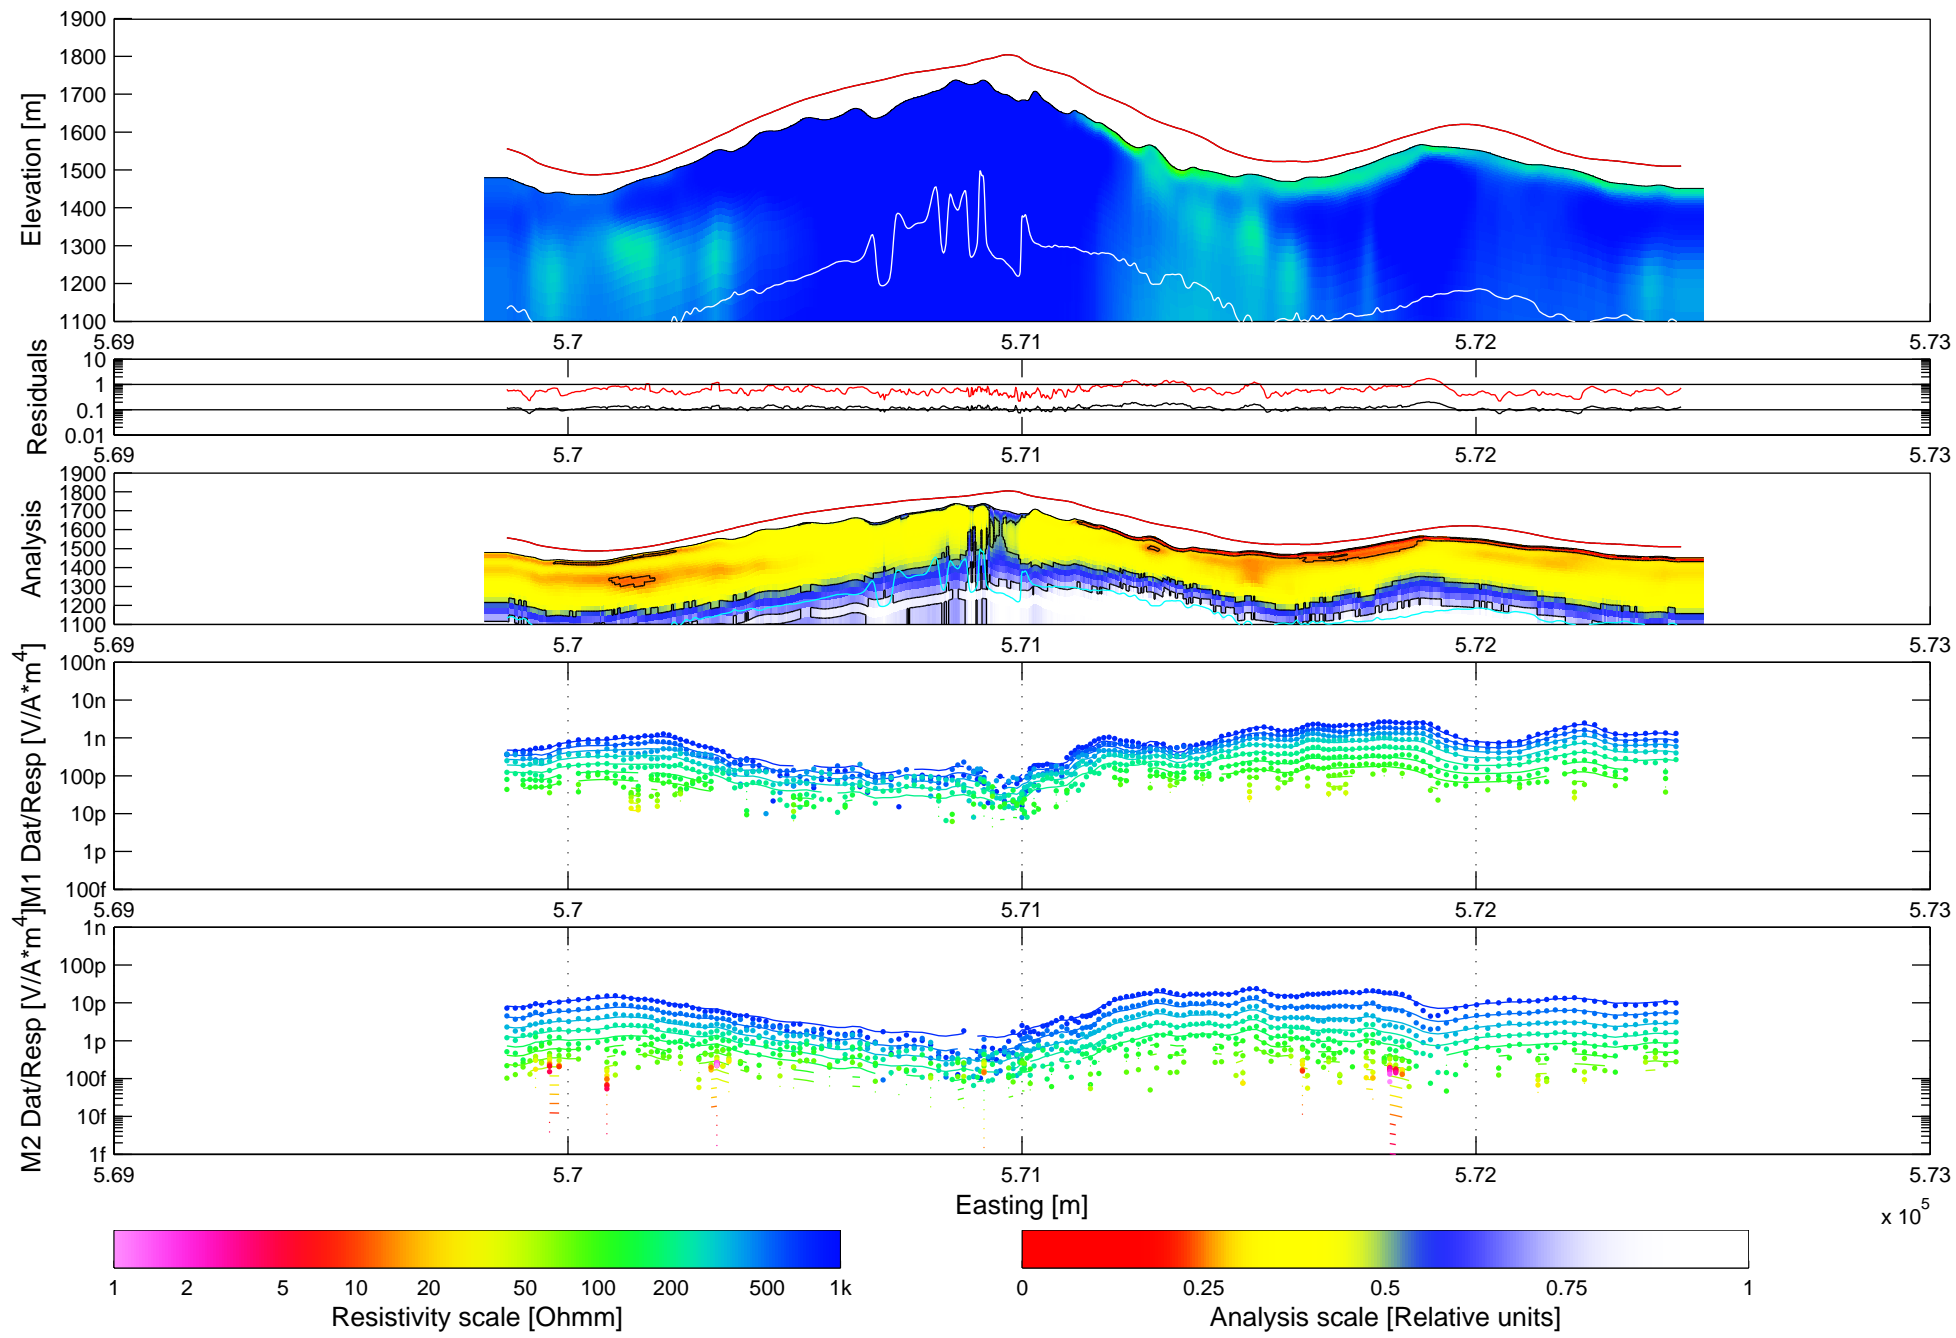 1900
1800
1700
1600
1500
1400
1300
1200
1100
Elevation [m]
5.69 5.7 5.71 5.72 5.73
10
1
0.1
0.01
Residuals
5.69 5.7 5.71 5.72 5.73
1900
1800
1700
1600
1500
1400
1300
1200
1100
Analysis
5.69 5.7 5.71 5.72 5.73
100n
10n
1n
100p
10p
1p
100f
M1 Dat/Resp [V/A*m^4]
5.69 5.7 5.71 5.72 5.73
1n
100p
10p
1p
100f
10f
1f
M2 Dat/Resp [V/A*m^4]
5.69 5.7 5.71 5.72 5.73
Easting [m]
x 10^5
1 2 5 10 20 50 100 200 500 1k
Resistivity scale [Ohmm]
0 0.25 0.5 0.75 1
Analysis scale [Relative units]